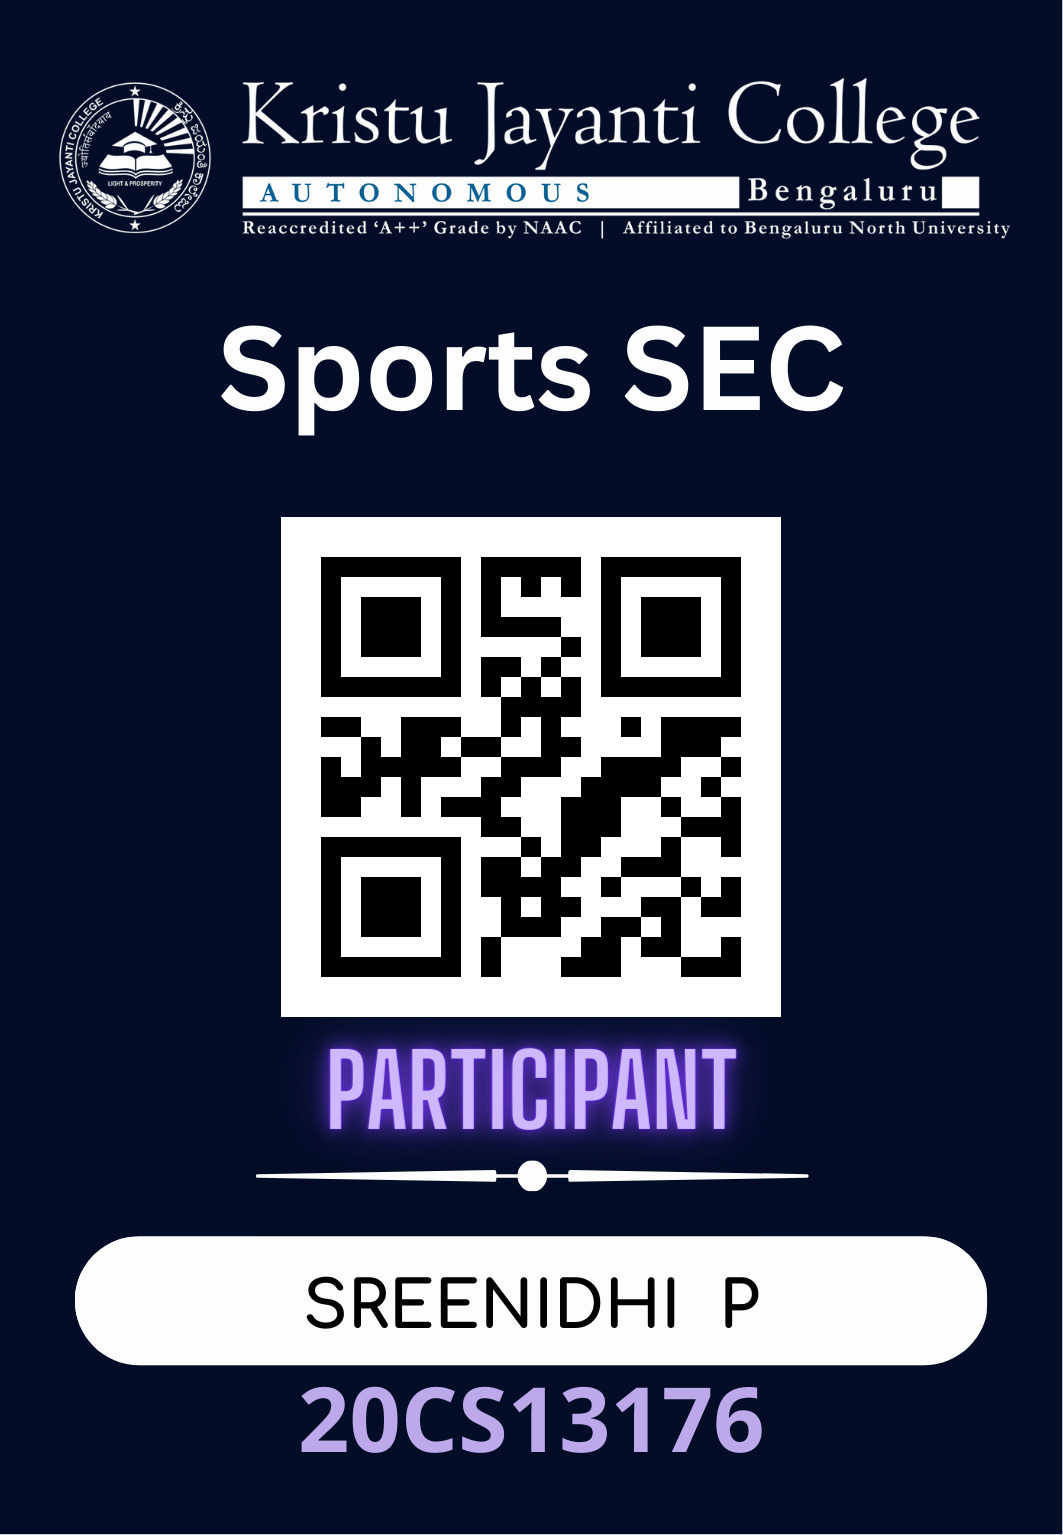 Kristu Jayanti College
AUTONOMOUS Bengaluru
Reaccredited ‘A++’ Grade by NAAC | Affiliated to Bengaluru North University
KRISTU JAYANTI COLLEGE
LIGHT & PROSPERITY
Sports SEC
PARTICIPANT
SREENIDHI P
20CS13176